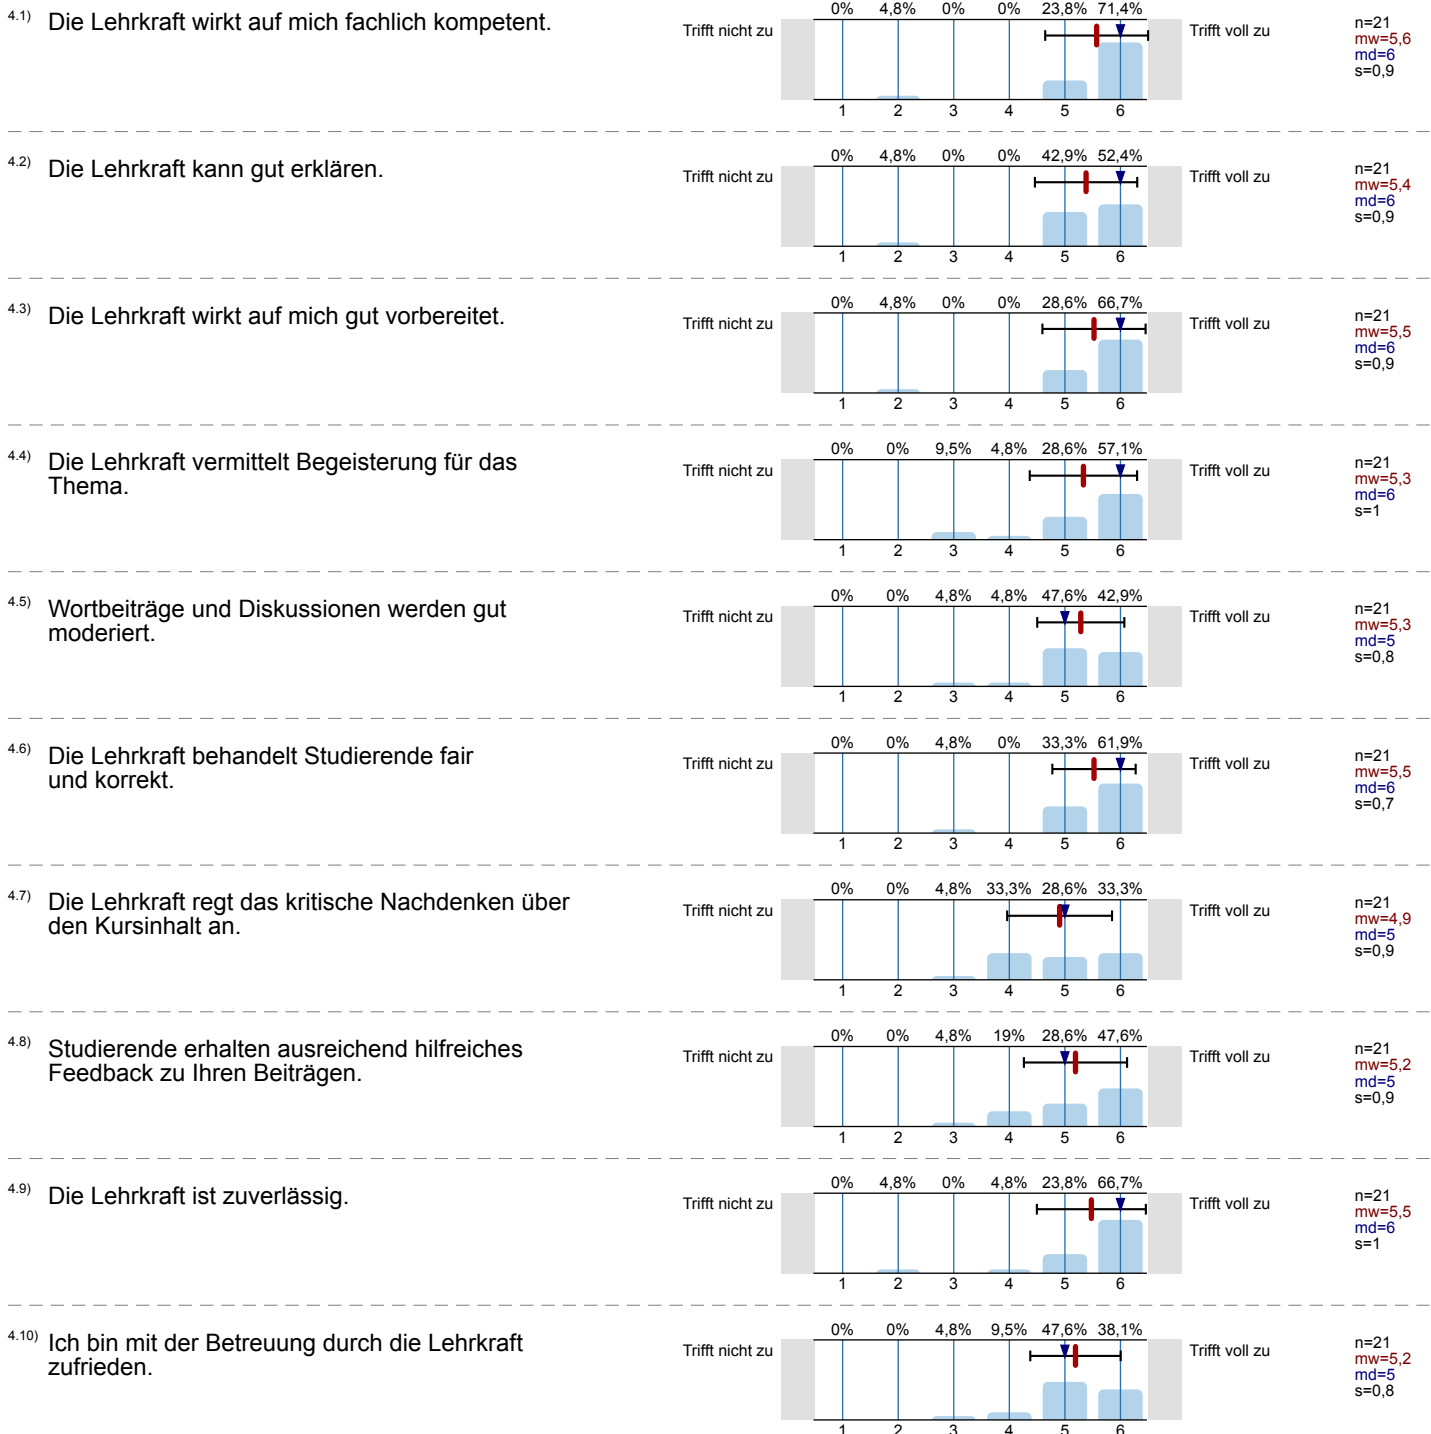 4.1) Die Lehrkraft wirkt auf mich fachlich kompetent.
Trifft nicht zu
0% 4,8% 0% 0% 23,8% 71,4%
1 2 3 4 5 6
Trifft voll zu
n=21
mw=5,6
md=6
s=0,9
4.2) Die Lehrkraft kann gut erklären.
Trifft nicht zu
0% 4,8% 0% 0% 42,9% 52,4%
1 2 3 4 5 6
Trifft voll zu
n=21
mw=5,4
md=6
s=0,9
4.3) Die Lehrkraft wirkt auf mich gut vorbereitet.
Trifft nicht zu
0% 4,8% 0% 0% 28,6% 66,7%
1 2 3 4 5 6
Trifft voll zu
n=21
mw=5,5
md=6
s=0,9
4.4) Die Lehrkraft vermittelt Begeisterung für das
Thema.
Trifft nicht zu
0% 0% 9,5% 4,8% 28,6% 57,1%
1 2 3 4 5 6
Trifft voll zu
n=21
mw=5,3
md=6
s=1
4.5) Wortbeiträge und Diskussionen werden gut
moderiert.
Trifft nicht zu
0% 0% 4,8% 4,8% 47,6% 42,9%
1 2 3 4 5 6
Trifft voll zu
n=21
mw=5,3
md=5
s=0,8
4.6) Die Lehrkraft behandelt Studierende fair
und korrekt.
Trifft nicht zu
0% 0% 4,8% 0% 33,3% 61,9%
1 2 3 4 5 6
Trifft voll zu
n=21
mw=5,5
md=6
s=0,7
4.7) Die Lehrkraft regt das kritische Nachdenken über
den Kursinhalt an.
Trifft nicht zu
0% 0% 4,8% 33,3% 28,6% 33,3%
1 2 3 4 5 6
Trifft voll zu
n=21
mw=4,9
md=5
s=0,9
4.8) Studierende erhalten ausreichend hilfreiches
Feedback zu Ihren Beiträgen.
Trifft nicht zu
0% 0% 4,8% 19% 28,6% 47,6%
1 2 3 4 5 6
Trifft voll zu
n=21
mw=5,2
md=5
s=0,9
4.9) Die Lehrkraft ist zuverlässig.
Trifft nicht zu
0% 4,8% 0% 4,8% 23,8% 66,7%
1 2 3 4 5 6
Trifft voll zu
n=21
mw=5,5
md=6
s=1
4.10) Ich bin mit der Betreuung durch die Lehrkraft
zufrieden.
Trifft nicht zu
0% 0% 4,8% 9,5% 47,6% 38,1%
1 2 3 4 5 6
Trifft voll zu
n=21
mw=5,2
md=5
s=0,8